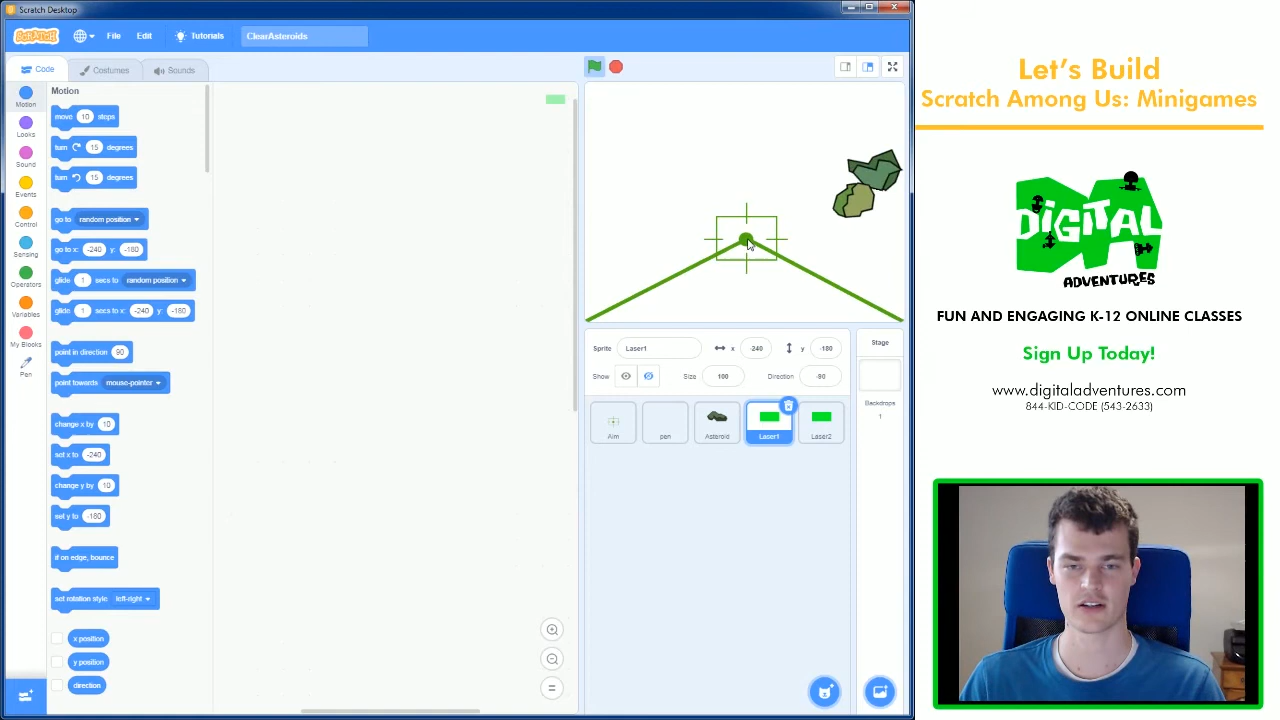 Scratch Desktop
SCRATCH
File
Edit
Tutorials
ClearAsteroids
Code
Costumes
Sounds
Motion
Motion
Looks
Sound
Events
Control
Sensing
Operators
Variables
My Blocks
Pen
move 10 steps
turn 15 degrees
turn 15 degrees
go to random position
go to x: -240 y: -180
glide 1 secs to random position
glide 1 secs to x: -240 y: -180
point in direction 90
point towards mouse-pointer
change x by 10
set x to -240
change y by 10
set y to -180
if on edge, bounce
set rotation style left-right
x position
y position
direction
Sprite Laser1 x -240 y -180
Show Size 100 Direction -90
Aim
pen
Asteroid
Laser1
Laser2
Stage
Backdrops
1
Let's Build
Scratch Among Us: Minigames
DIGITAL
ADVENTURES
FUN AND ENGAGING K-12 ONLINE CLASSES
Sign Up Today!
www.digitaladventures.com
844-KID-CODE (543-2633)